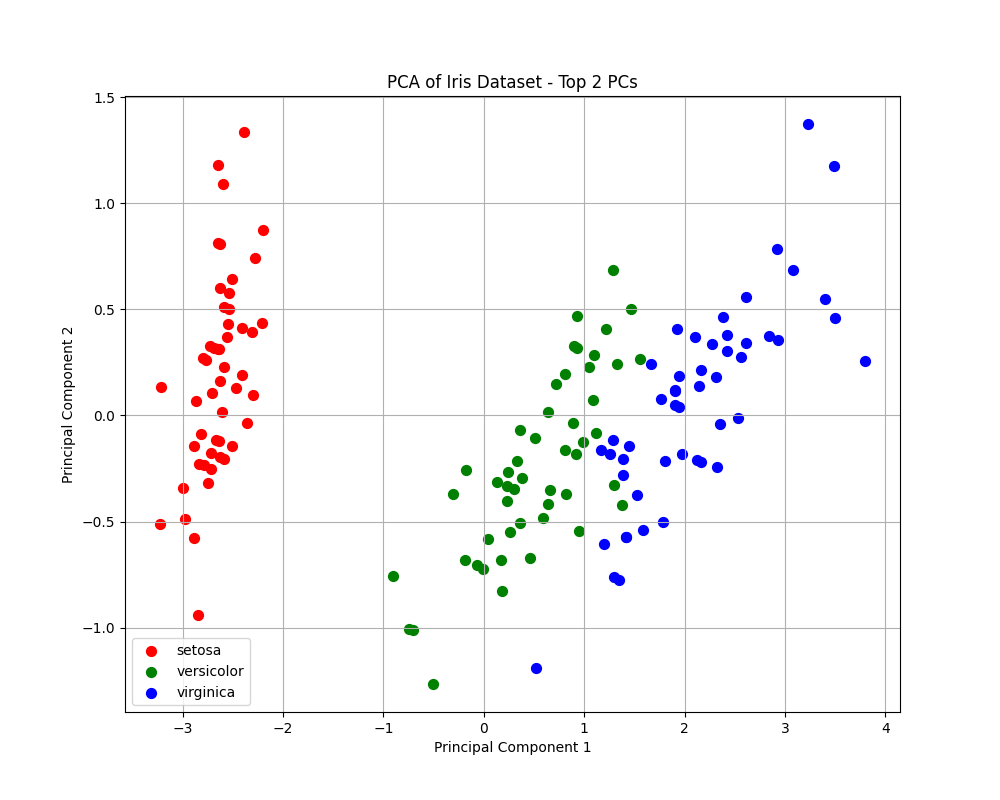 PCA of Iris Dataset - Top 2 PCs
Principal Component 2
1.5
1.0
0.5
0.0
−0.5
−1.0
setosa
versicolor
virginica
−3 −2 −1 0 1 2 3 4
Principal Component 1